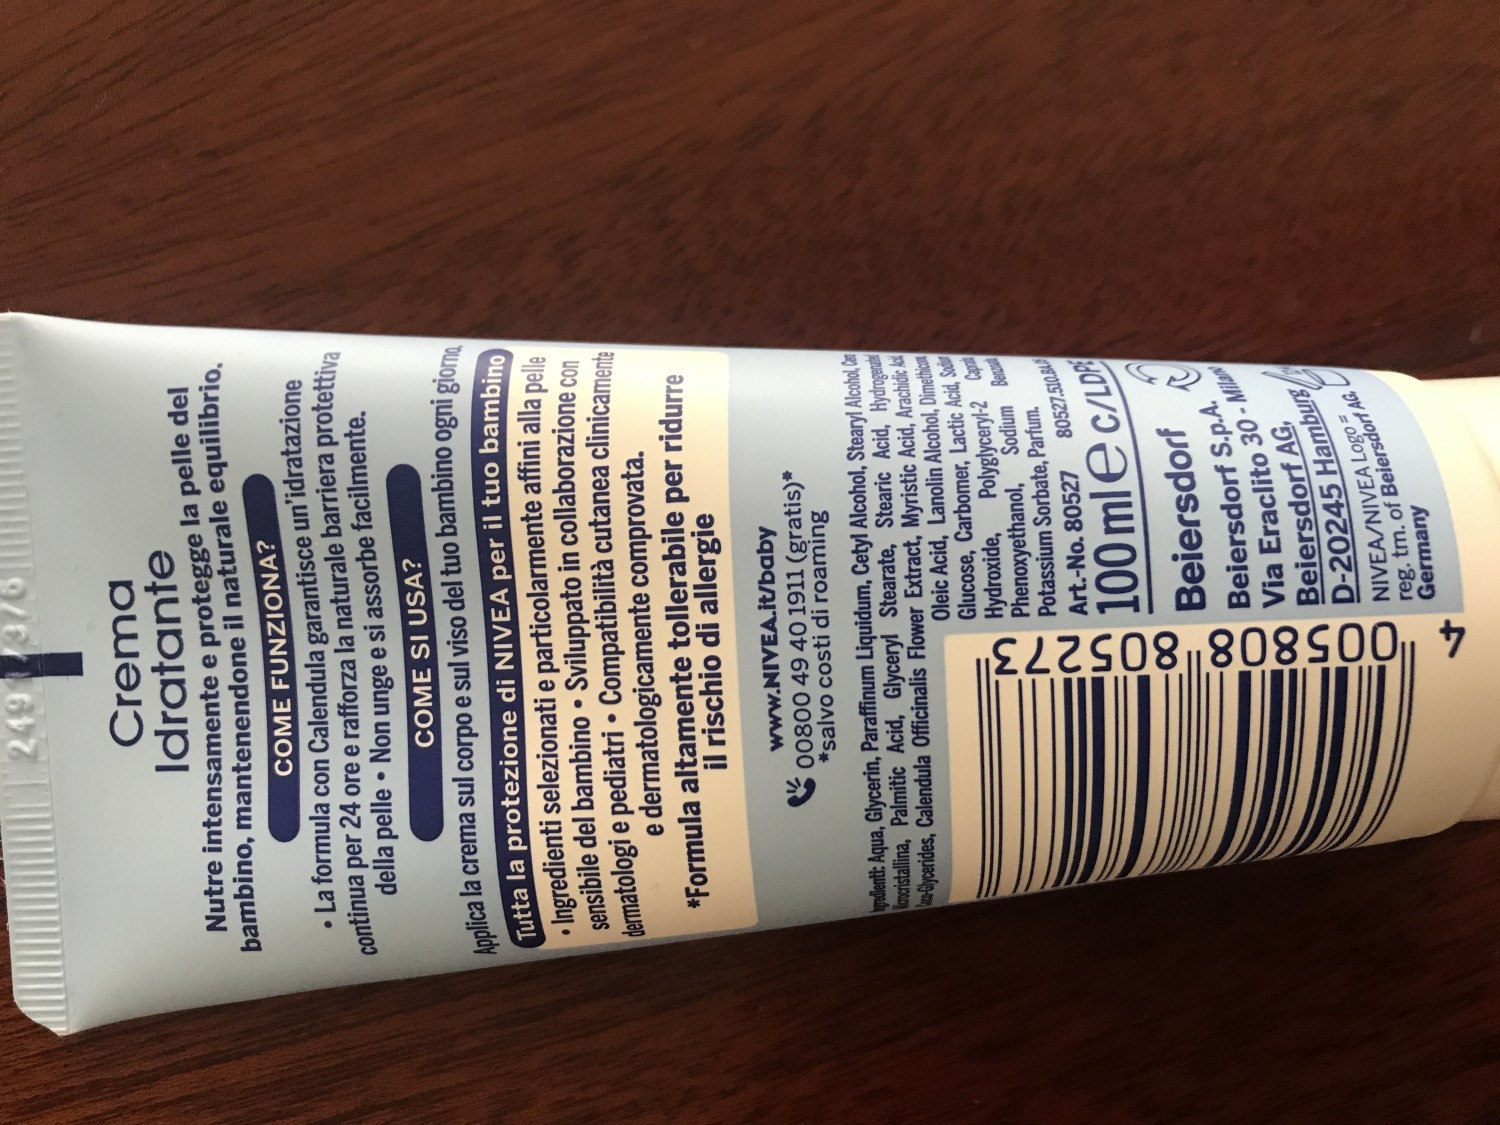 Crema
Idratante
Nutre intensamente e protegge la pelle del
bambino, mantenendone il naturale equilibrio.
COME FUNZIONA?
• La formula con Calendula garantisce un'idratazione
continua per 24 ore e rafforza la naturale barriera protettiva
della pelle • Non unge e si assorbe facilmente.
COME SI USA?
Applica la crema sul corpo e sul viso del tuo bambino ogni giorno.
Tutta la protezione di NIVEA per il tuo bambino
• Ingredienti selezionati e particolarmente affini alla pelle
sensibile del bambino • Sviluppato in collaborazione con
dermatologi e pediatri • Compatibilità cutanea clinicamente
e dermatologicamente comprovata.
*Formula altamente tollerabile per ridurre
il rischio di allergie
www.NIVEA.it/baby
00800 49 40 1911 (gratis)*
*salvo costi di roaming
Ingredienti: Aqua, Glycerin, Paraffinum Liquidum, Cetyl Alcohol, Stearyl Alcohol,
Microcristallina, Palmitic Acid, Glyceryl Stearate, Stearic Acid,
Coco-Glycerides, Calendula Officinalis Flower Extract, Myristic Acid, Arachidic Acid
Oleic Acid, Lanolin Alcohol,
Glucose, Carbomer, Lactic Acid,
Hydroxide, Polyglyceryl-2
Phenoxyethanol, Sodium
Potassium Sorbate, Parfum.
Art.-No. 80527
100 ml e C/LDPE
Beiersdorf
Beiersdorf S.p.A.
Via Eraclito 30 - Milano
Beiersdorf AG,
D-20245 Hamburg
NIVEA/NIVEA Logo =
reg. tm. of Beiersdorf AG,
Germany
4 005808 805273